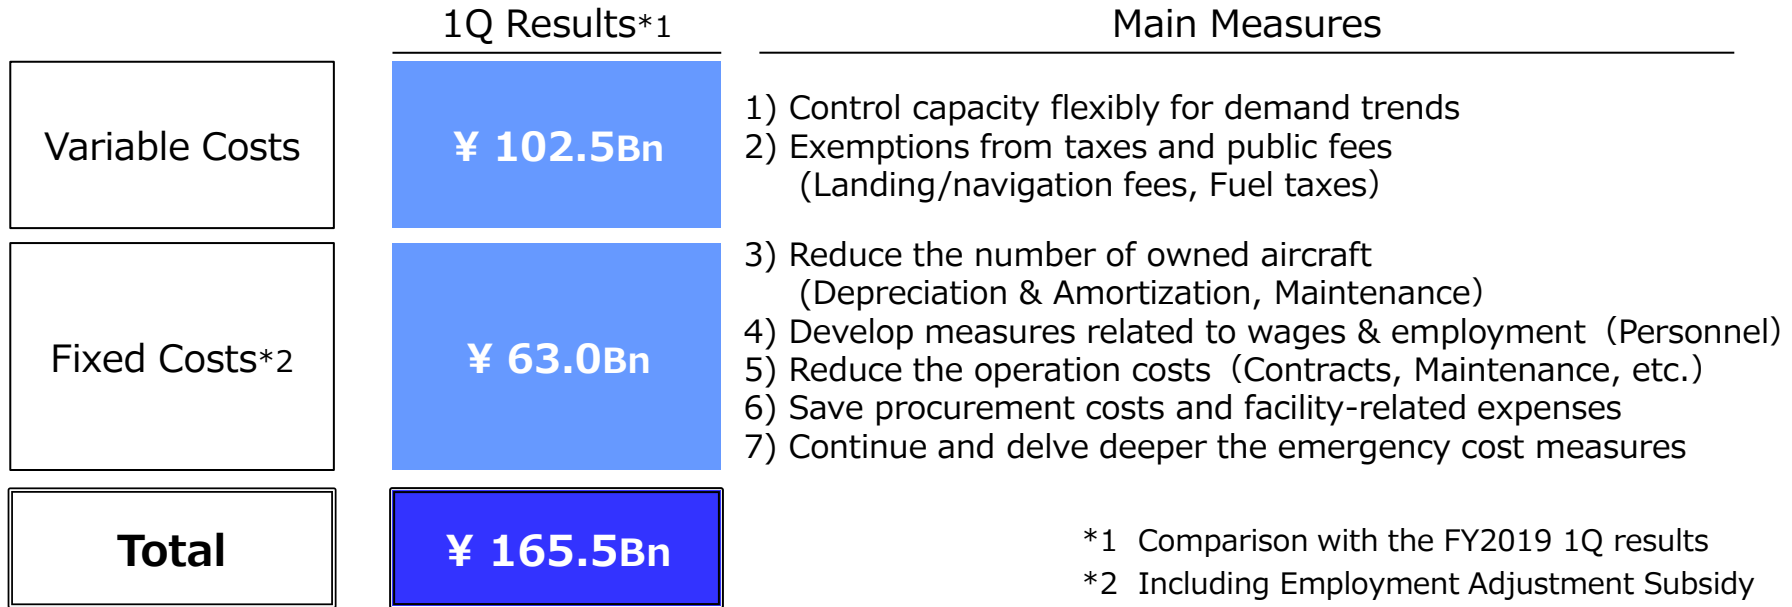 1Q Results*1
Main Measures
Variable Costs
¥ 102.5Bn
1) Control capacity flexibly for demand trends
2) Exemptions from taxes and public fees
(Landing/navigation fees, Fuel taxes）
Fixed Costs*2
¥ 63.0Bn
3) Reduce the number of owned aircraft
(Depreciation & Amortization, Maintenance）
4) Develop measures related to wages & employment（Personnel）
5) Reduce the operation costs（Contracts, Maintenance, etc.）
6) Save procurement costs and facility-related expenses
7) Continue and delve deeper the emergency cost measures
Total
¥ 165.5Bn
*1 Comparison with the FY2019 1Q results
*2 Including Employment Adjustment Subsidy